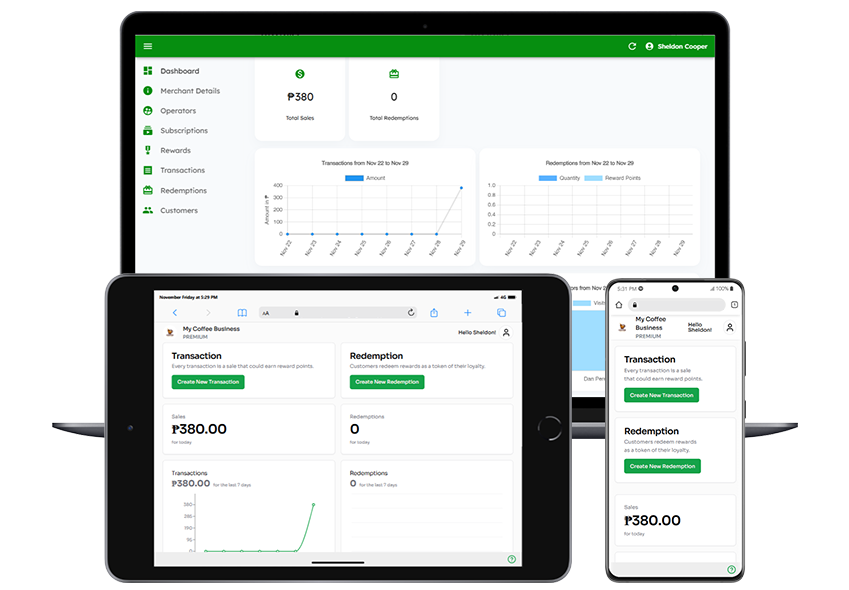 Sheldon Cooper
Dashboard
Merchant Details
Operators
Subscriptions
Rewards
Transactions
Redemptions
Customers
₱380
Total Sales
0
Total Redemptions
Transactions from Nov 22 to Nov 29
Amount
Amount in ₱
400
300
200
100
0
Nov 22
Nov 23
Nov 24
Nov 25
Nov 26
Nov 27
Nov 28
Nov 29
Redemptions from Nov 22 to Nov 29
Quantity
Reward Points
1.0
0.8
0.6
0.4
0.2
0
Nov 22
Nov 23
Nov 24
Nov 25
Nov 26
Nov 27
Nov 28
Nov 29
from Nov 22 to Nov 29
Dan
November Friday at 5:29 PM
4G
AA
My Coffee Business
PREMIUM
Hello Sheldon!
Transaction
Every transaction is a sale that could earn reward points.
Create New Transaction
Redemption
Customers redeem rewards as a token of their loyalty.
Create New Redemption
Sales
₱380.00
for today
Redemptions
0
for today
Transactions
₱380.00 for the last 7 days
380
0
Redemptions
0 for the last 7 days
5:31 PM
100%
My Coffee
Business
PREMIUM
Hello
Sheldon!
Transaction
Every transaction is a sale
that could earn reward points.
Create New Transaction
Redemption
Customers redeem rewards
as a token of their loyalty.
Create New Redemption
Sales
₱380.00
for today